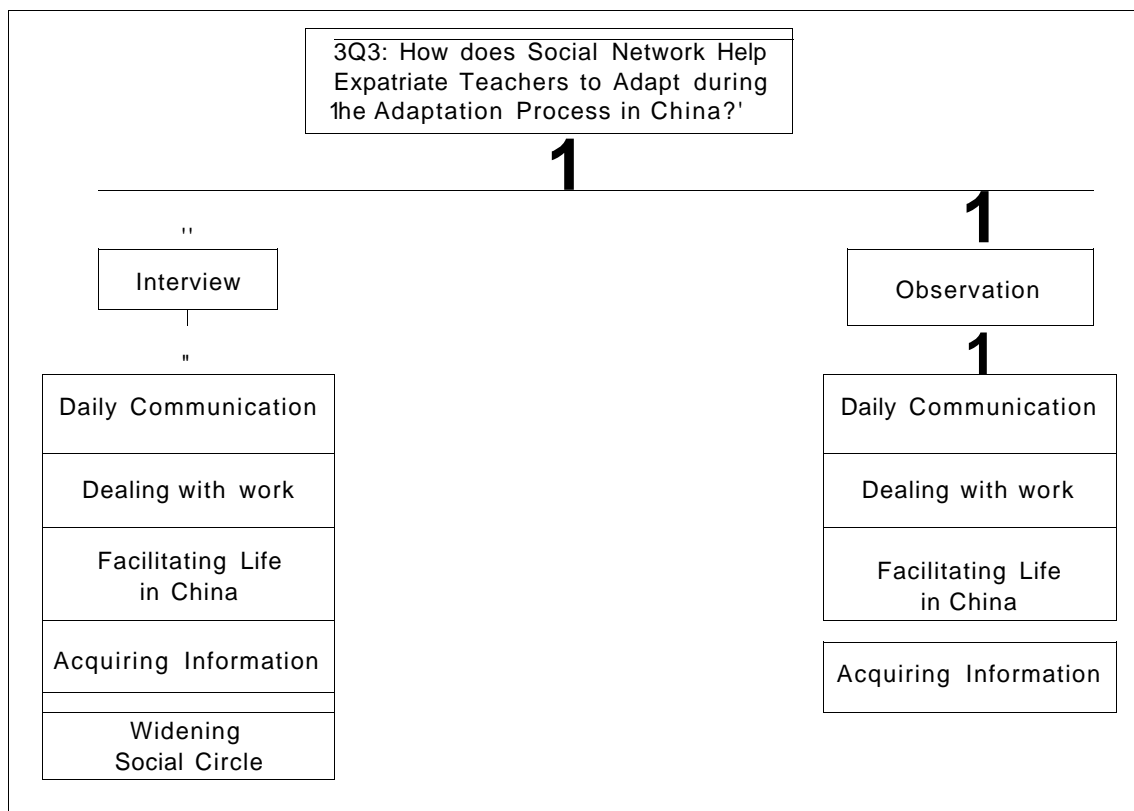 3Q3: How does Social Network Help
Expatriate Teachers to Adapt during
1he Adaptation Process in China?'
1
1
''
Interview
Observation
"
1
Daily Communication
Dealing with work
Facilitating Life
in China
Acquiring Information
Widening
Social Circle
Daily Communication
Dealing with work
Facilitating Life
in China
Acquiring Information